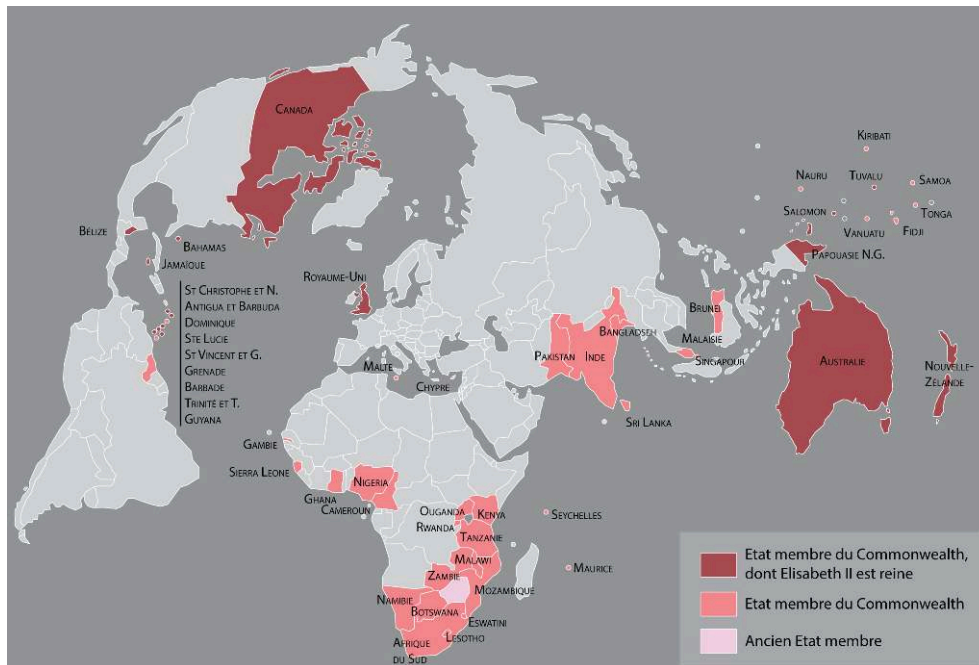 Canada
Kiribati
Nauru
Tuvalu
Samoa
Salomon
Tonga
Vanuatu
Fidji
Papouasie N.G.
Bélize
Bahamas
Jamaïque
Royaume-Uni
St Christophe et N.
Antigua et Barbuda
Dominique
Ste Lucie
St Vincent et G.
Grenade
Barbade
Trinité et T.
Guyana
Brunei
Bangladseh
Malaisie
Pakistan
Inde
Singapour
Australie
Nouvelle-
Zélande
Malte
Chypre
Sri Lanka
Gambie
Sierra Leone
Nigeria
Ghana
Cameroun
Ouganda
Kenya
Rwanda
Seychelles
Tanzanie
Malawi
Maurice
Zambie
Mozambique
Namibie
Botswana
Eswatini
Lesotho
Afrique
du Sud
Etat membre du Commonwealth,
dont Elisabeth II est reine
Etat membre du Commonwealth
Ancien Etat membre